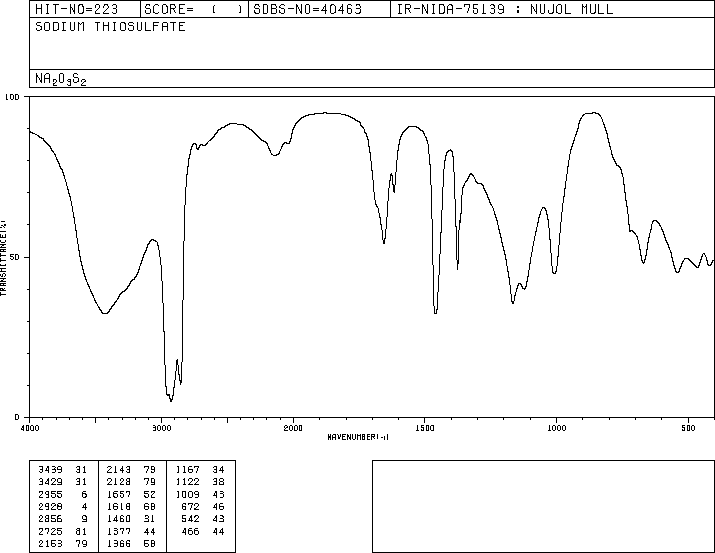 HIT-NO=223 SCORE= ( ) SDBS-NO=40463 IR-NIDA-75139 : NUJOL MULL
SODIUM THIOSULFATE
NA2O3S2
100
TRANSMITTANCE(%)
50
0
4000 3000 2000 1500 1000 500
WAVENUMBER(-1)
3439 31 2143 79 1167 34
3429 31 2128 79 1122 38
2955 6 1657 52 1009 43
2928 4 1618 68 672 46
2856 9 1460 31 542 43
2725 81 1377 44 466 44
2163 79 1366 58